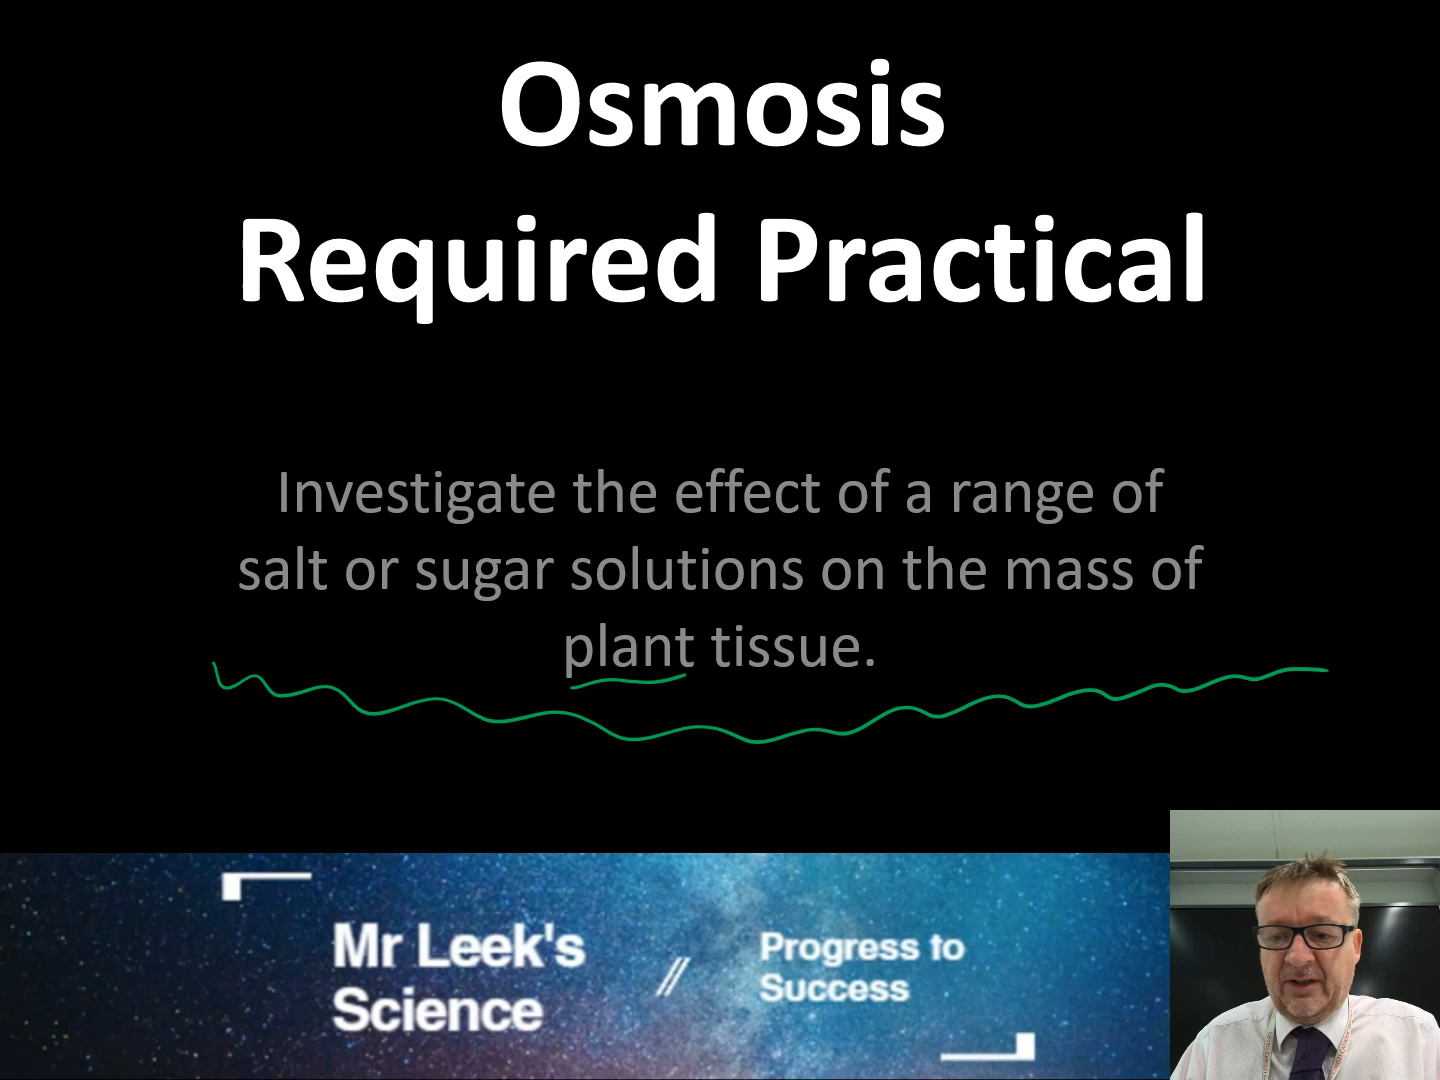 Osmosis
Required Practical
Investigate the effect of a range of
salt or sugar solutions on the mass of
plant tissue.
Mr Leek's
Science
//
Progress to
Success